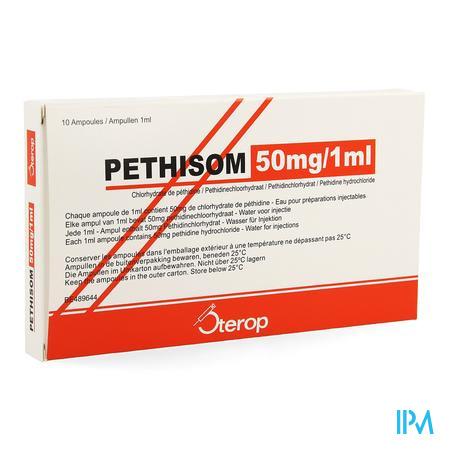 10 Ampoules / Ampullen 1ml
PETHISOM 50mg/1ml
Chlorhydrate de péthidine / Pethidinechloorhydraat / Pethidinchlorhydrat / Pethidine hydrochloride
Chaque ampoule de 1ml contient 50mg de chlorhydrate de péthidine - Eau pour préparations injectables
Elke ampul van 1ml bevat 50mg pethidinechloorhydraat - Water voor injectie
Jede 1ml - Ampul enthält 50mg Pethidinchlorhydrat - Wasser für Injektion
Each 1ml ampoule contains 50mg pethidine hydrochloride - Water for injections
Conserver les ampoules dans l'emballage extérieur à une température ne dépassant pas 25°C
Ampullen in de buitenverpakking bewaren, beneden 25°C
Die Ampullen im Umkarton aufbewahren. Nicht über 25°C lagern
Keep the ampoules in the outer carton. Store below 25°C
BE489644
Sterop
Sterop
PETHISOM 50mg/1ml
IPM